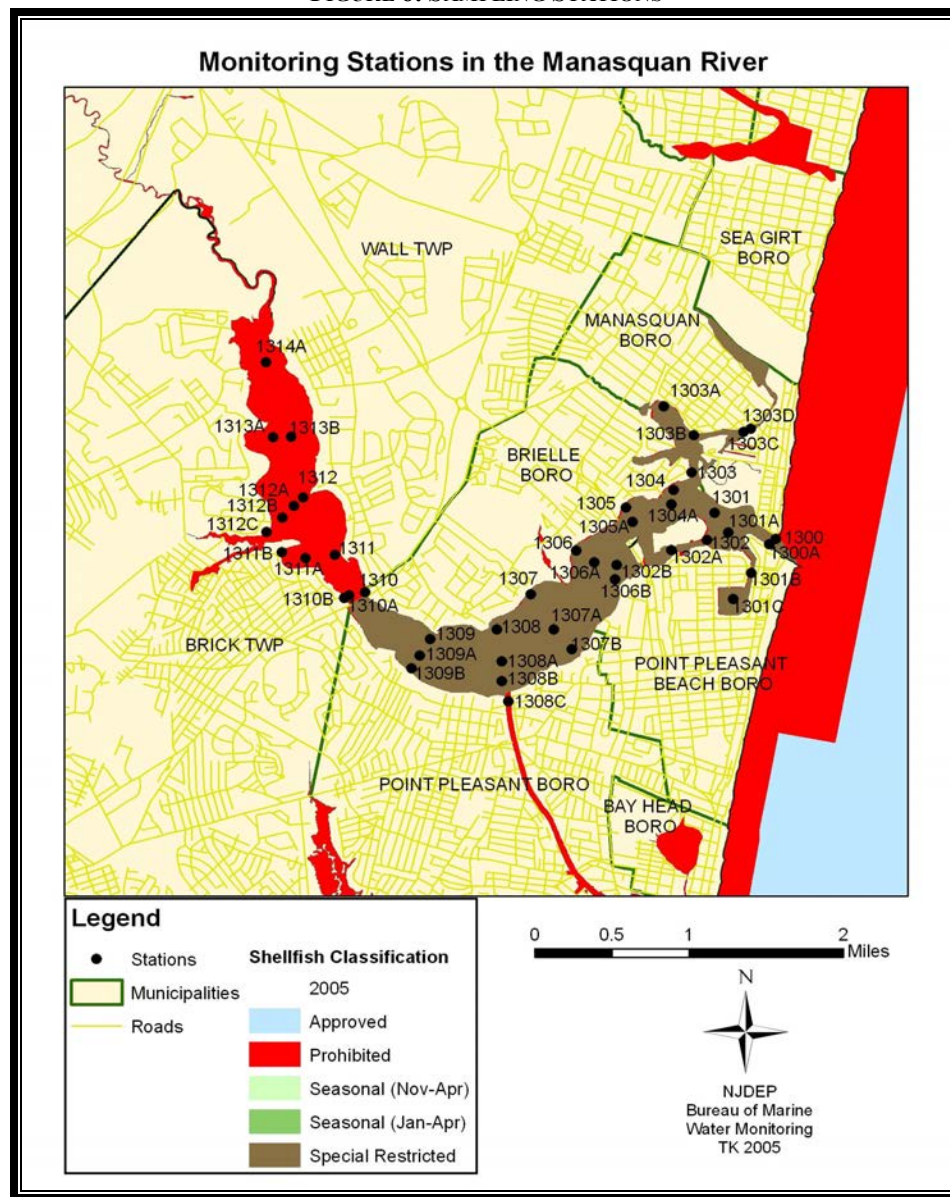 Monitoring Stations in the Manasquan River
SEA GIRT
BORO
WALL TWP
MANASQUAN
BORO
1314A
1303A
1303D
1313A
1313B
1303B
1303C
BRIELLE
BORO
1303
1304
1312
1301
1312A
1305
1312B
1304A
1301A
1312C
1305A
1302
1300
1306
1302A
1300A
1311B
1311
1311A
1306A
1302B
1301B
1310
1307
1306B
1310B
1310A
1301C
1308
1307A
1309
BRICK TWP
1309A
1307B
1308A
POINT PLEASANT
BEACH BORO
1309B
1308B
1308C
POINT PLEASANT BORO
BAY HEAD
BORO
Legend
Stations
Municipalities
Roads
Shellfish Classification
2005
Approved
Prohibited
Seasonal (Nov-Apr)
Seasonal (Jan-Apr)
Special Restricted
0 0.5 1 2
Miles
N
NJDEP
Bureau of Marine
Water Monitoring
TK 2005